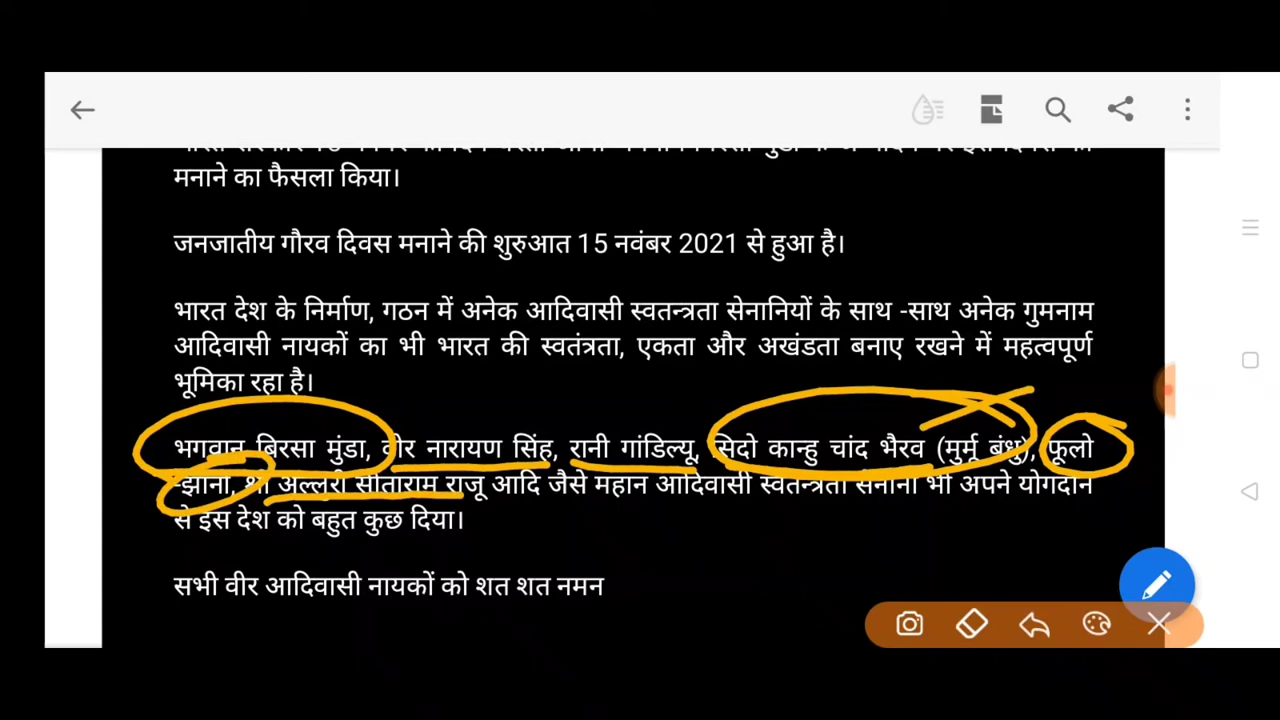 मनाने का फैसला किया।
जनजातीय गौरव दिवस मनाने की शुरुआत 15 नवंबर 2021 से हुआ है।
भारत देश के निर्माण, गठन में अनेक आदिवासी स्वतन्त्रता सेनानियों के साथ -साथ अनेक गुमनाम
आदिवासी नायकों का भी भारत की स्वतंत्रता, एकता और अखंडता बनाए रखने में महत्वपूर्ण
भूमिका रहा है।
भगवान बिरसा मुंडा, वीर नारायण सिंह, रानी गांडिल्यू, सिदो कान्हु चांद भैरव (मुर्मू बंधु), फूलो
-झानो, श्री अल्लूरी सीताराम राजू आदि जैसे महान आदिवासी स्वतन्त्रता सेनानी भी अपने योगदान
से इस देश को बहुत कुछ दिया।
सभी वीर आदिवासी नायकों को शत शत नमन